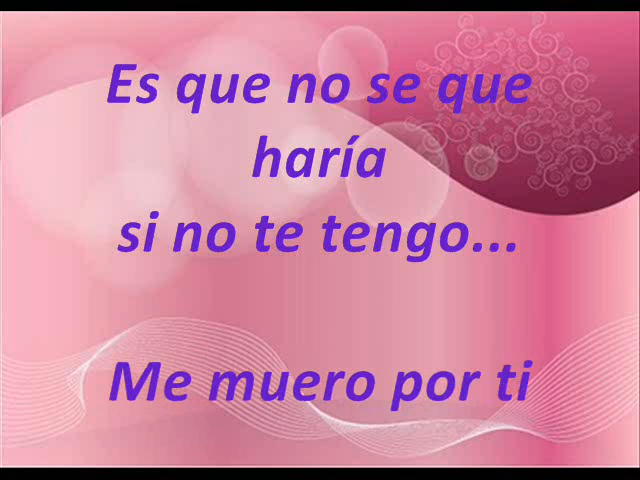 Es que no se que
haría
si no te tengo...
Me muero por ti